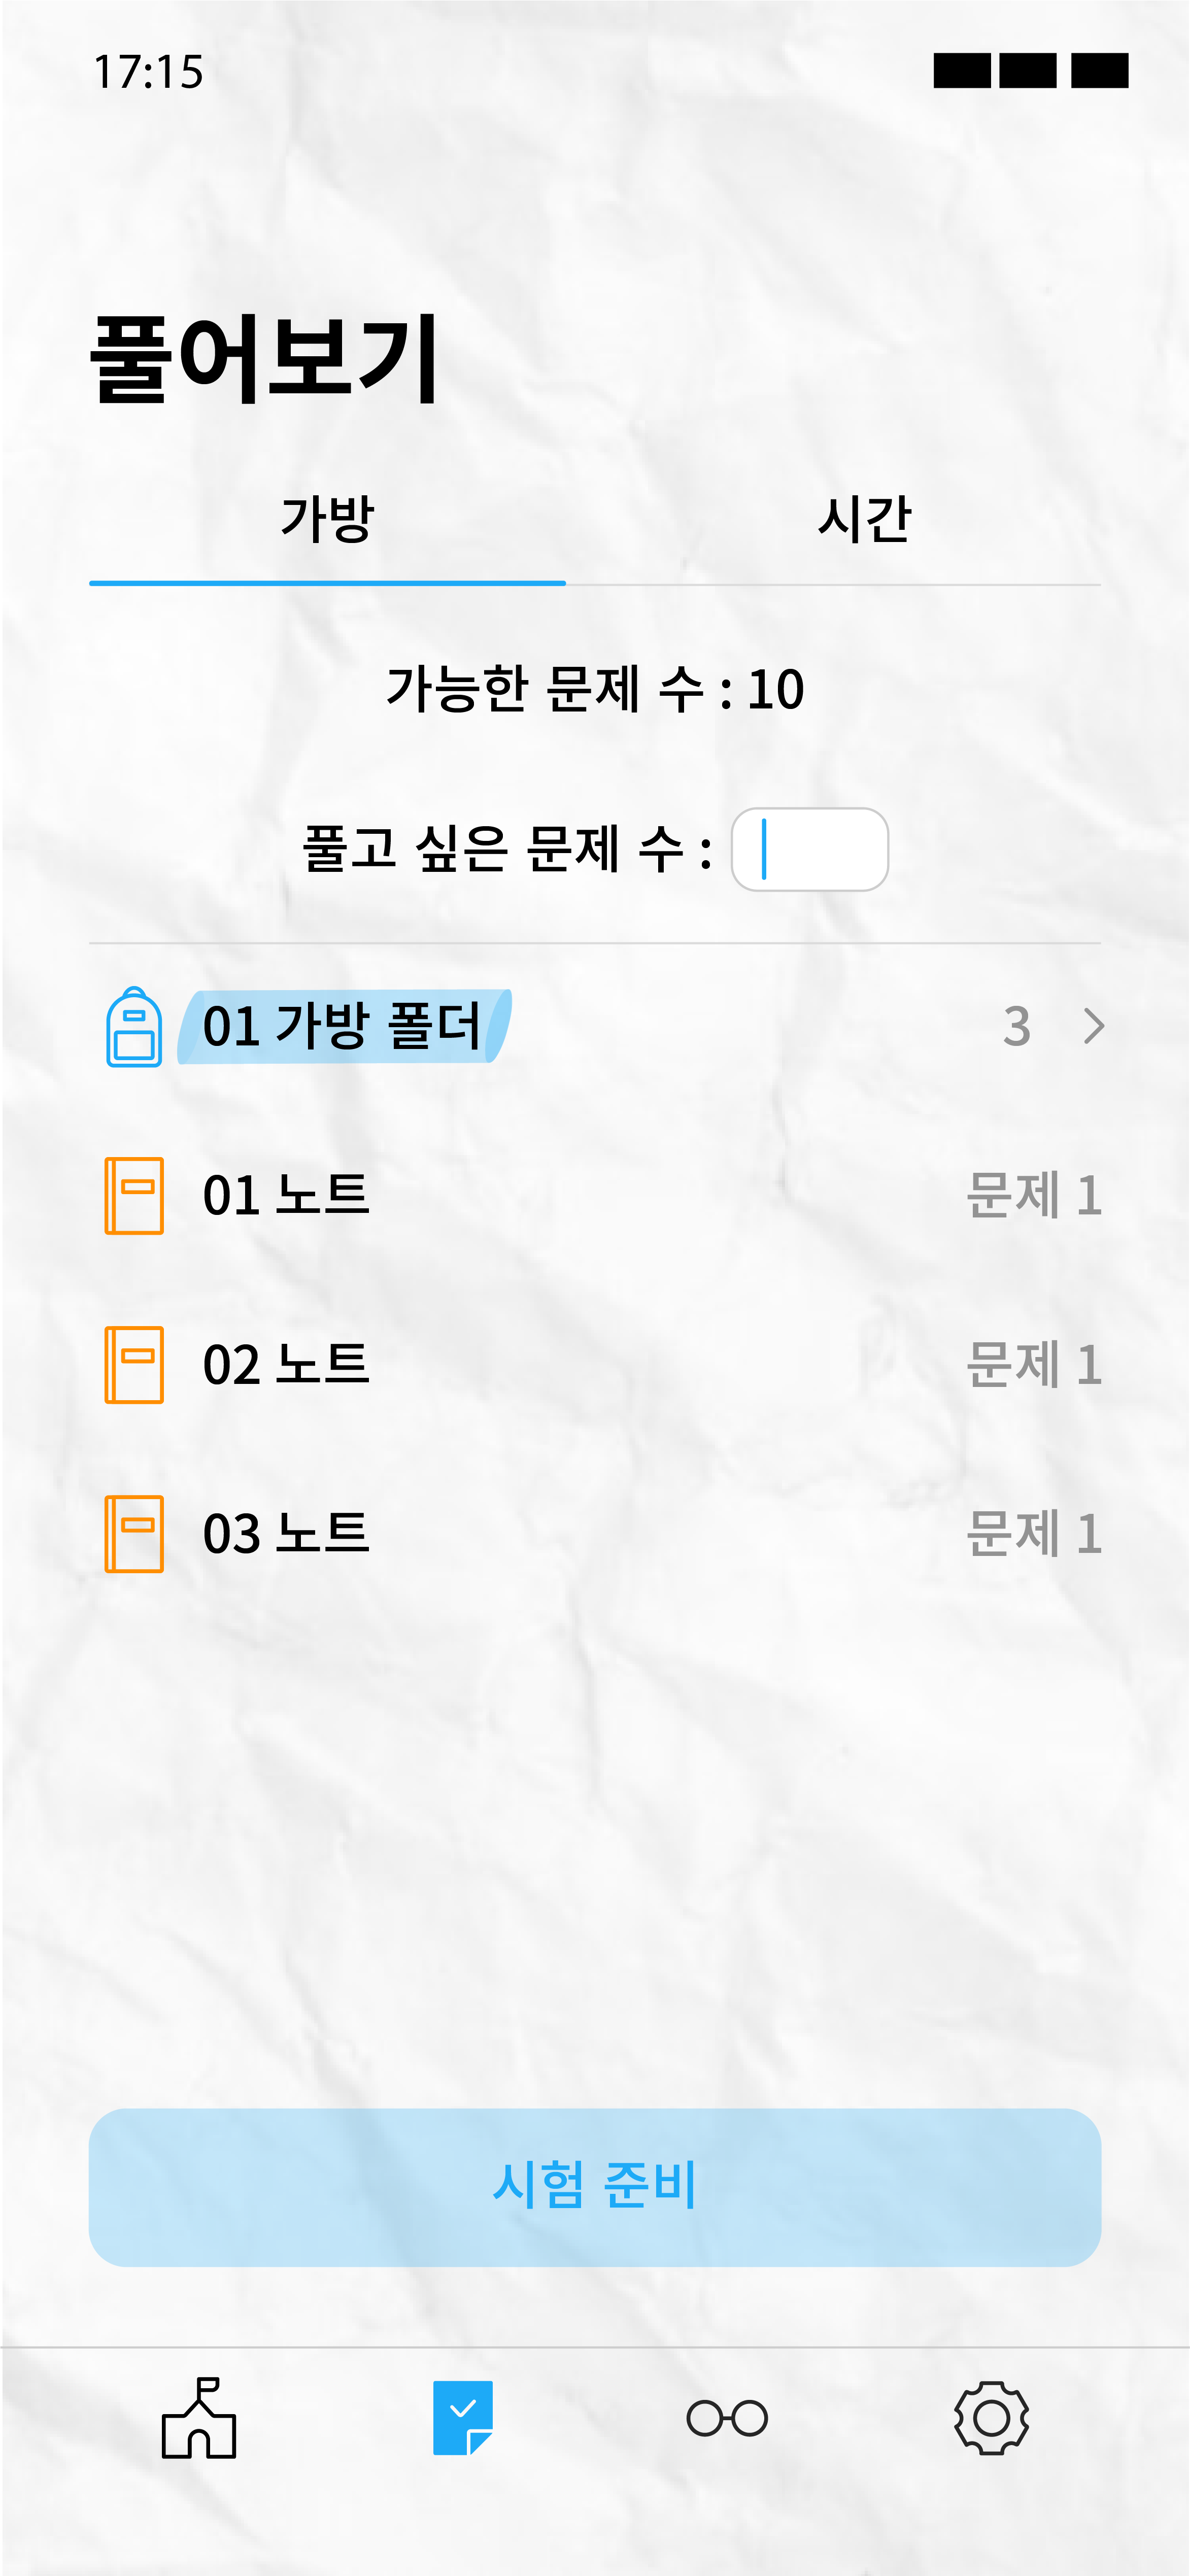 17:15
풀어보기
가방 시간
가능한 문제 수 : 10
풀고 싶은 문제 수 :
01 가방 폴더 3
01 노트 문제 1
02 노트 문제 1
03 노트 문제 1
시험 준비